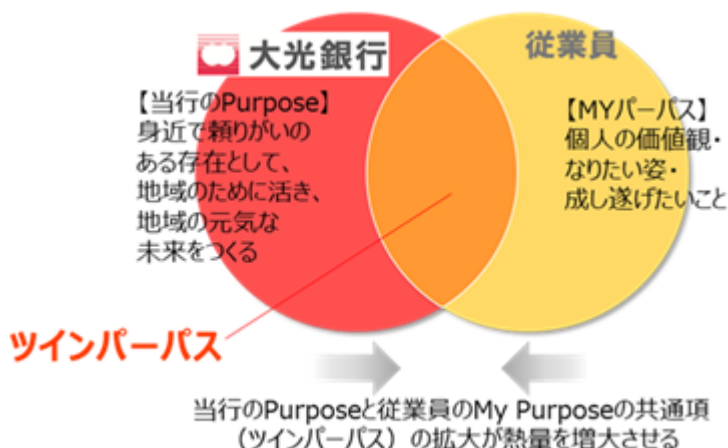 大光銀行
【当行のPurpose】
身近で頼りがいの
ある存在として、
地域のために活き、
地域の元気な
未来をつくる
従業員
【MYパーパス】
個人の価値観・
なりたい姿・
成し遂げたいこと
ツインパーパス
当行のPurposeと従業員のMy Purposeの共通項
（ツインパーパス）の拡大が熱量を増大させる